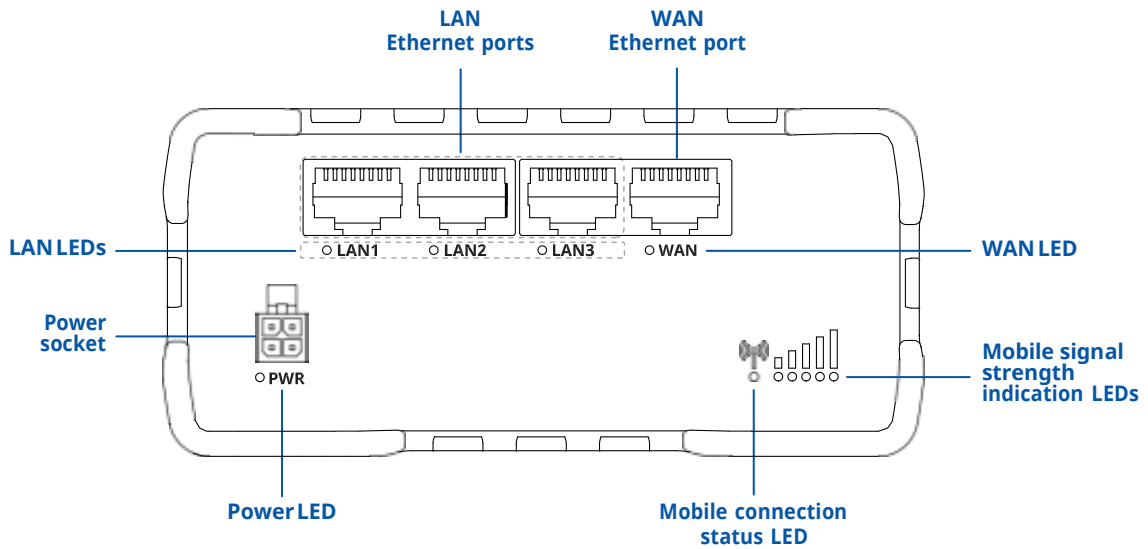 LAN
Ethernet ports
WAN
Ethernet port
LAN LEDs
LAN1
LAN2
LAN3
WAN
WAN LED
Power
socket
PWR
Mobile signal
strength
indication LEDs
Power LED
Mobile connection
status LED